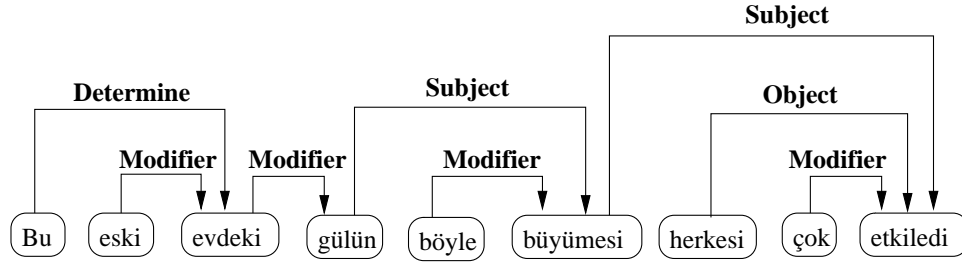 Subject
Determine Subject Object
Modifier Modifier Modifier Modifier
Bu eski evdeki gülün böyle büyümesi herkesi çok etkiledi